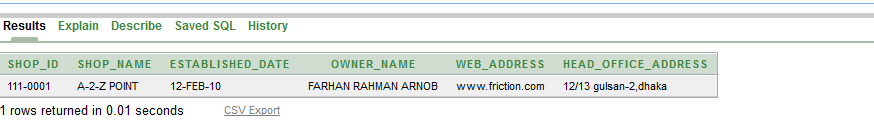 Results Explain Describe Saved SQL History
SHOP_ID SHOP_NAME ESTABLISHED_DATE OWNER_NAME WEB_ADDRESS HEAD_OFFICE_ADDRESS
111-0001 A-2-Z POINT 12-FEB-10 FARHAN RAHMAN ARNOB www.friction.com 12/13 gulsan-2,dhaka
1 rows returned in 0.01 seconds CSV Export